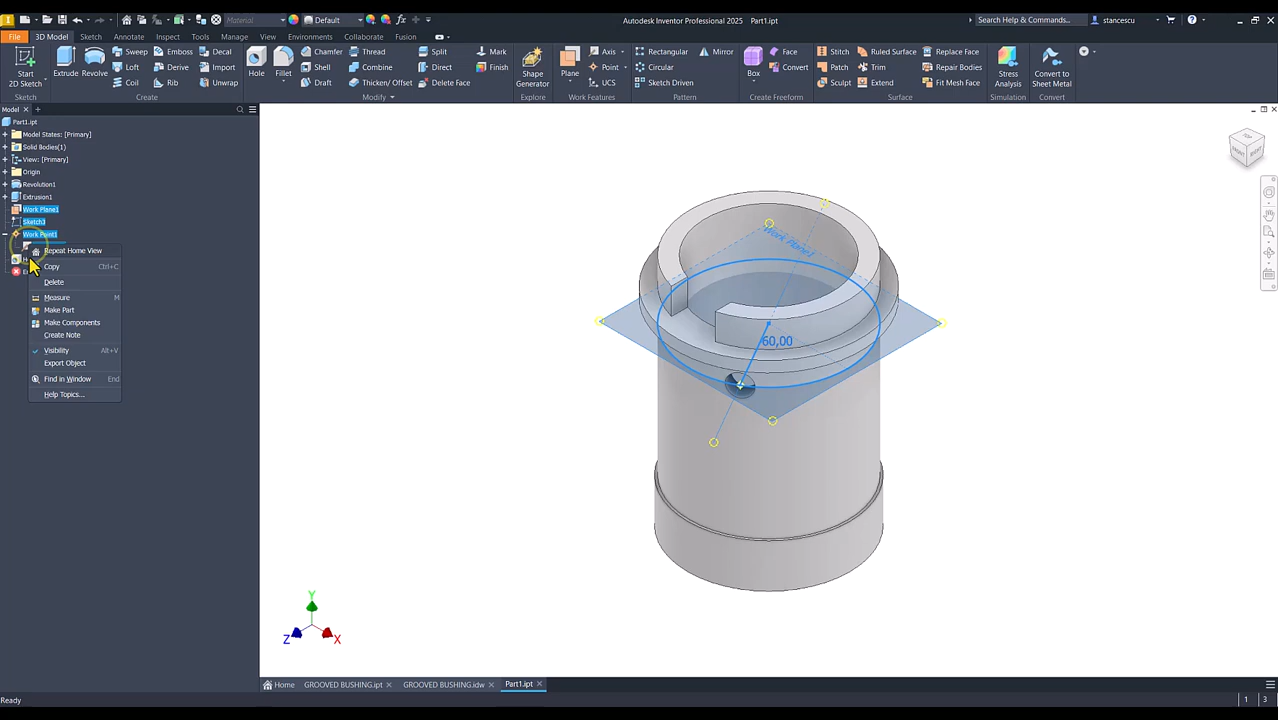 Material
Default
Autodesk Inventor Professional 2025 Part1.ipt
Search Help & Commands...
stancescu
File
3D Model
Sketch
Annotate
Inspect
Tools
Manage
View
Environments
Collaborate
Fusion
Start
2D Sketch
Extrude
Revolve
Sweep
Loft
Coil
Emboss
Derive
Rib
Decal
Import
Unwrap
Hole
Fillet
Chamfer
Shell
Draft
Thread
Combine
Thicken/ Offset
Split
Direct
Delete Face
Mark
Finish
Shape
Generator
Plane
Axis
Point
UCS
Rectangular
Circular
Sketch Driven
Mirror
Box
Face
Convert
Stitch
Patch
Sculpt
Ruled Surface
Trim
Extend
Replace Face
Repair Bodies
Fit Mesh Face
Stress
Analysis
Convert to
Sheet Metal
Sketch
Create
Modify
Explore
Work Features
Pattern
Create Freeform
Surface
Simulation
Convert
Model
Part1.ipt
Model States: [Primary]
Solid Bodies(1)
View: [Primary]
Origin
Revolution1
Extrusion1
Work Plane1
Sketch3
Work Point1
Repeat Home View
Copy Ctrl+C
Delete
Measure M
Make Part
Make Components
Create Note
Visibility Alt+V
Export Object
Find in Window End
Help Topics...
TOP
FRONT
RIGHT
Work Plane1
60,00
Y
Z
X
Home
GROOVED BUSHING.ipt
GROOVED BUSHING.idw
Part1.ipt
Ready
1
3